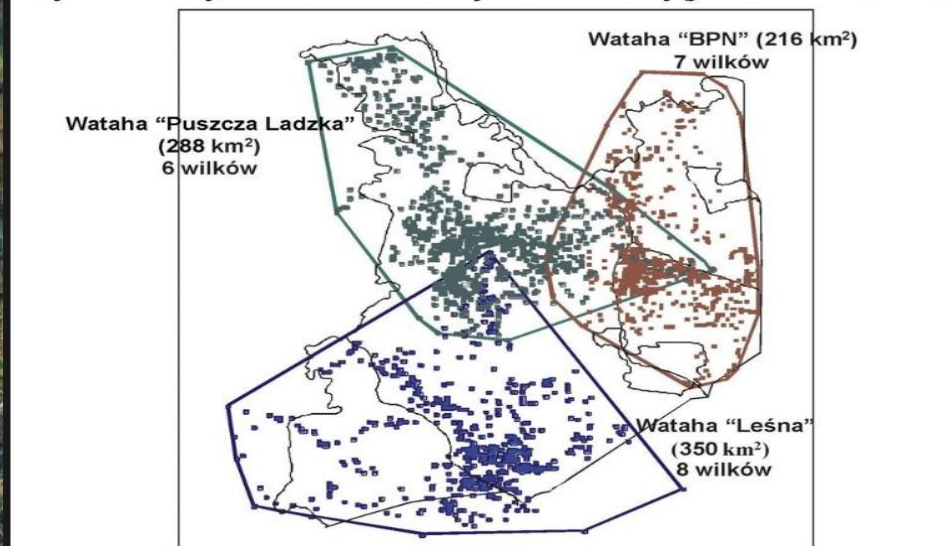 Wataha “BPN” (216 km²)
7 wilków
Wataha “Puszcza Ladzka”
(288 km²)
6 wilków
Wataha “Leśna”
(350 km²)
8 wilków